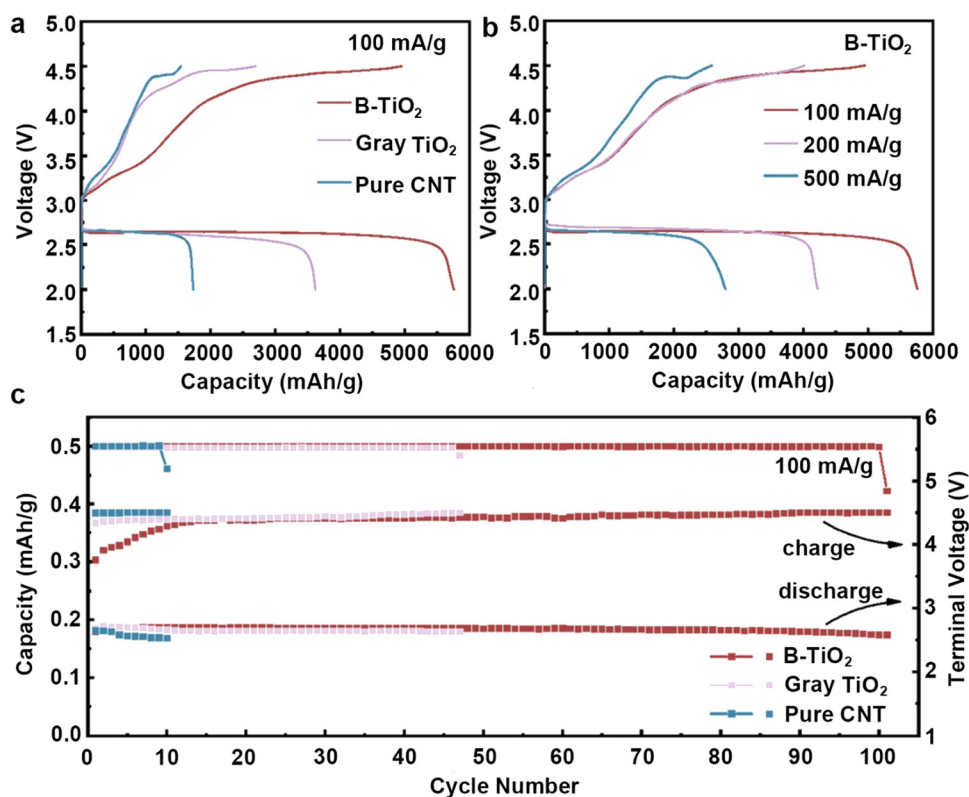 a
100 mA/g
B-TiO₂
Gray TiO₂
Pure CNT
5.0
4.5
4.0
3.5
3.0
2.5
2.0
1.5
Voltage (V)
0 1000 2000 3000 4000 5000 6000
Capacity (mAh/g)
b
B-TiO₂
100 mA/g
200 mA/g
500 mA/g
5.0
4.5
4.0
3.5
3.0
2.5
2.0
1.5
Voltage (V)
0 1000 2000 3000 4000 5000 6000
Capacity (mAh/g)
c
0.5
0.4
0.3
0.2
0.1
0.0
Capacity (mAh/g)
100 mA/g
charge
discharge
B-TiO₂
Gray TiO₂
Pure CNT
6
5
4
3
2
1
Terminal Voltage (V)
0 10 20 30 40 50 60 70 80 90 100
Cycle Number